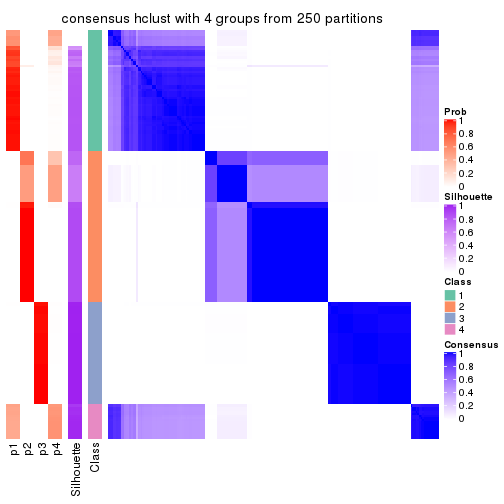 consensus hclust with 4 groups from 250 partitions
Prob
1
0.8
0.6
0.4
0.2
0
Silhouette
1
0.8
0.6
0.4
0.2
0
Class
1
2
3
4
Consensus
1
0.8
0.6
0.4
0.2
0
p1
p2
p3
p4
Silhouette
Class